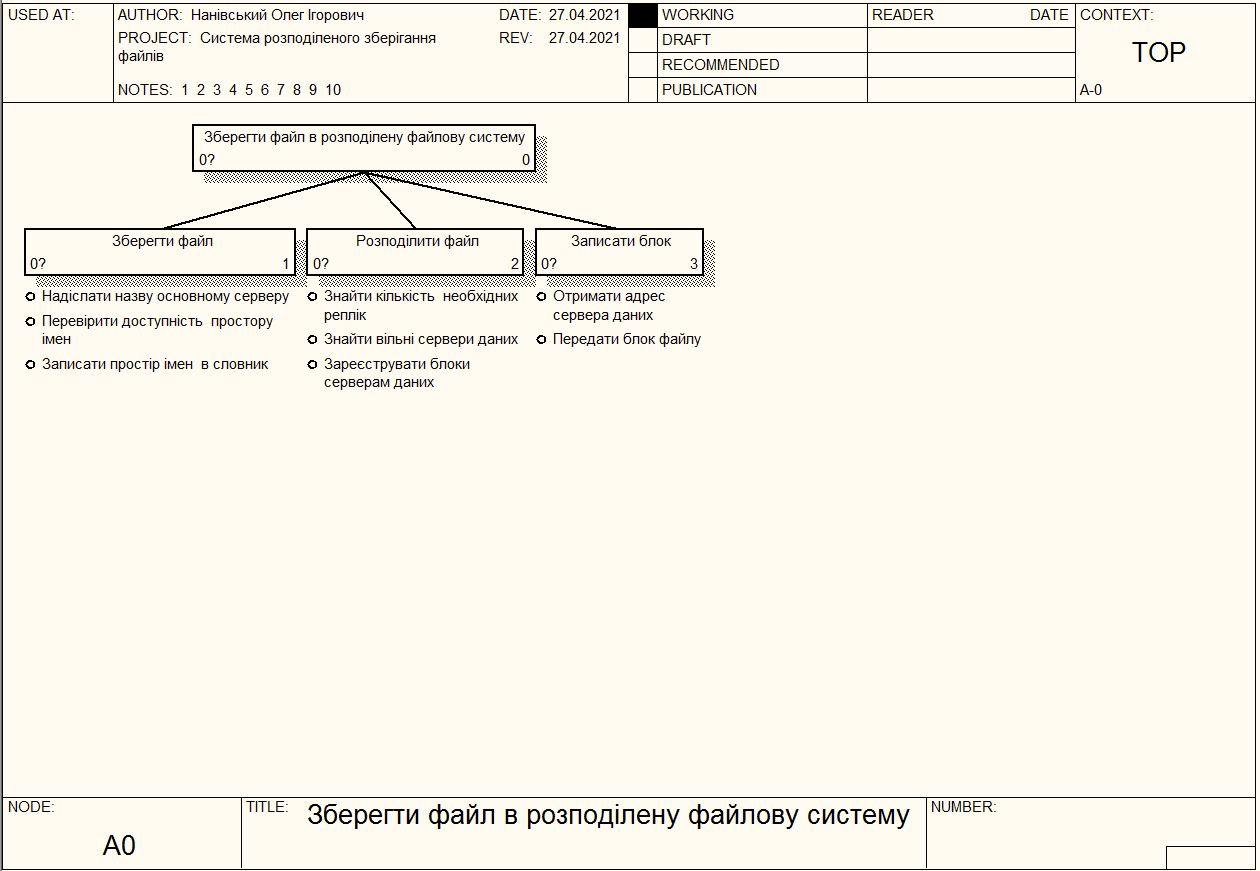 USED AT:
AUTHOR: Нанівський Олег Ігорович
DATE: 27.04.2021
PROJECT: Система розподіленого зберігання
файлів
REV: 27.04.2021
NOTES: 1 2 3 4 5 6 7 8 9 10
WORKING
DRAFT
RECOMMENDED
PUBLICATION
READER DATE
CONTEXT:
TOP
A-0
Зберегти файл в розподілену файлову систему
0? 0
Зберегти файл
0? 1
Надіслати назву основному серверу
Перевірити доступність простору
імен
Записати простір імен в словник
Розподілити файл
0? 2
Знайти кількість необхідних
реплік
Знайти вільні сервери даних
Зареєструвати блоки
серверам даних
Записати блок
0? 3
Отримати адрес
сервера даних
Передати блок файлу
NODE:
A0
TITLE:
Зберегти файл в розподілену файлову систему
NUMBER: